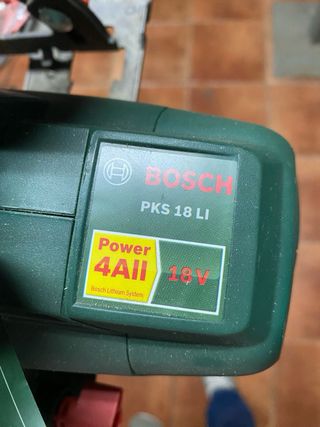 BOSCH
PKS 18 LI
Power
4All
18 V
Bosch Lithium System